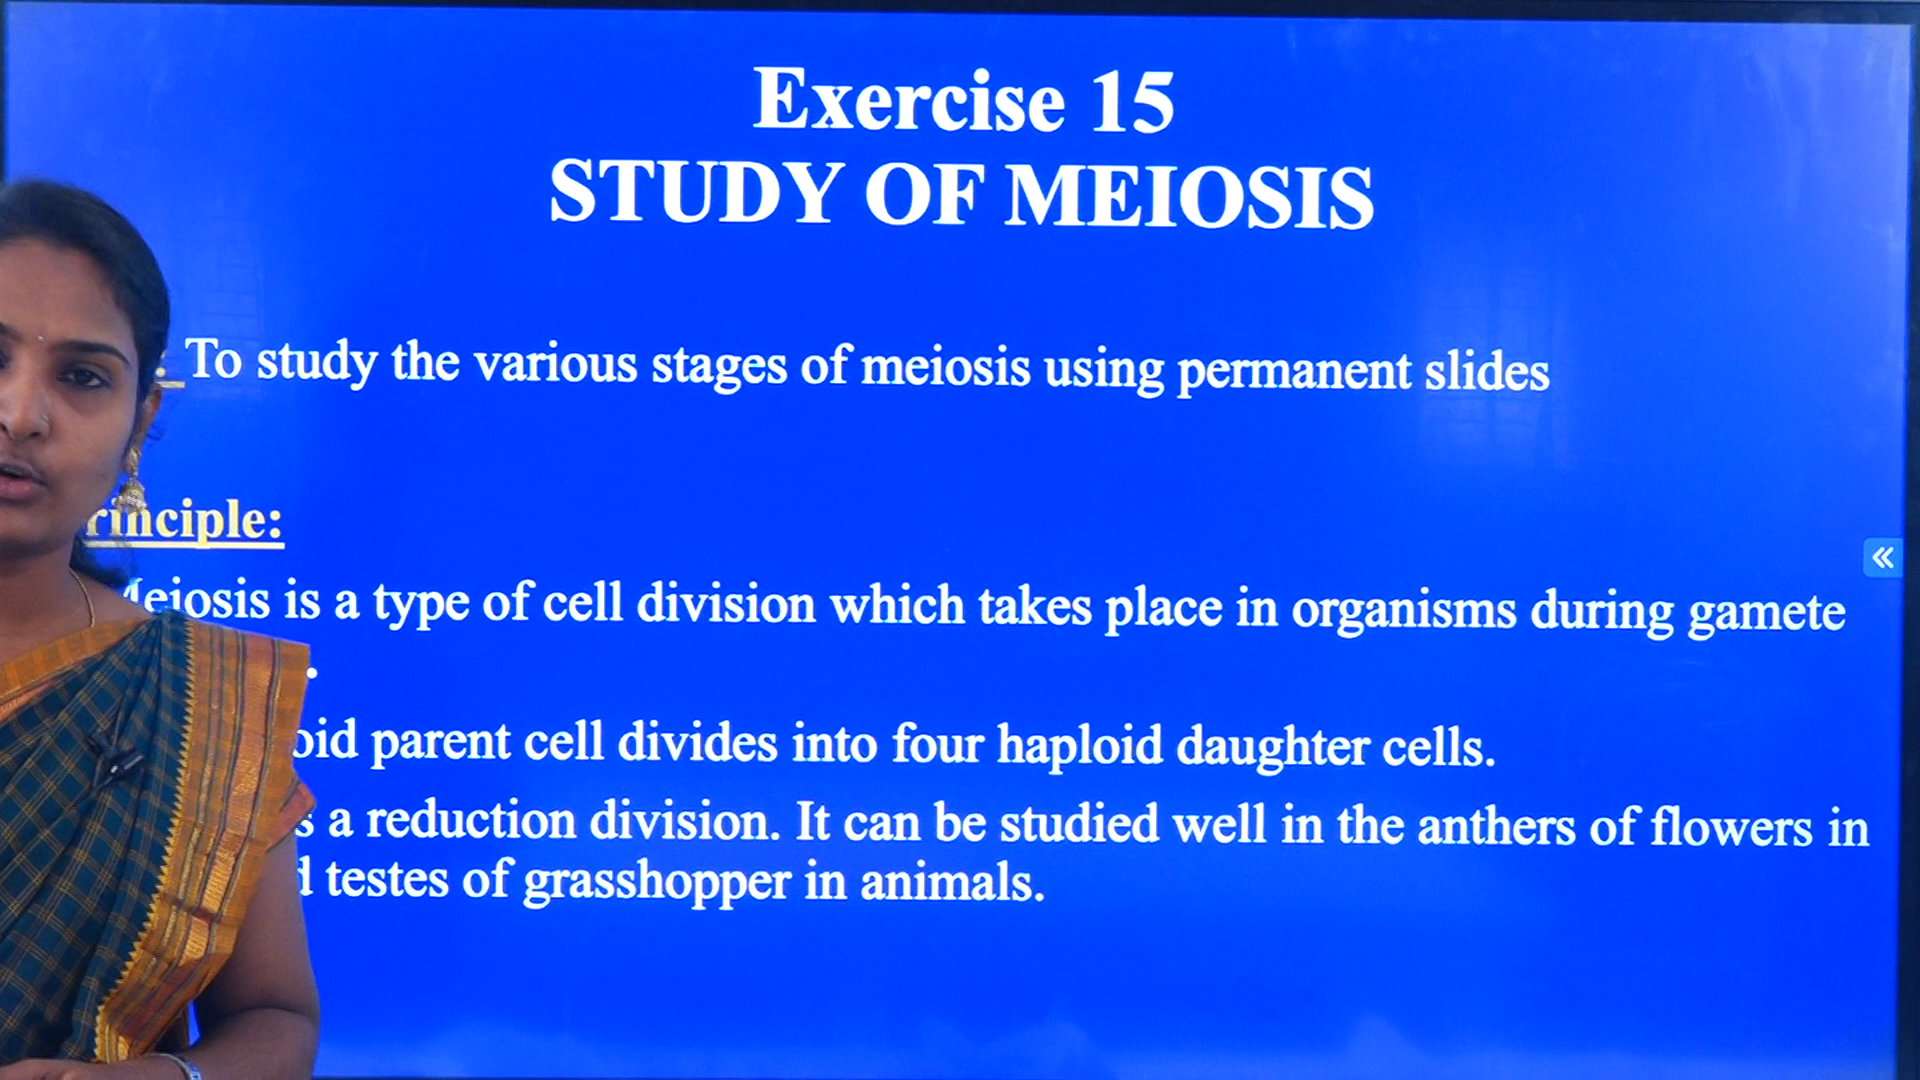 Exercise 15
STUDY OF MEIOSIS
: To study the various stages of meiosis using permanent slides
rinciple:
Meiosis is a type of cell division which takes place in organisms during gamete
.
oid parent cell divides into four haploid daughter cells.
s a reduction division. It can be studied well in the anthers of flowers in
d testes of grasshopper in animals.